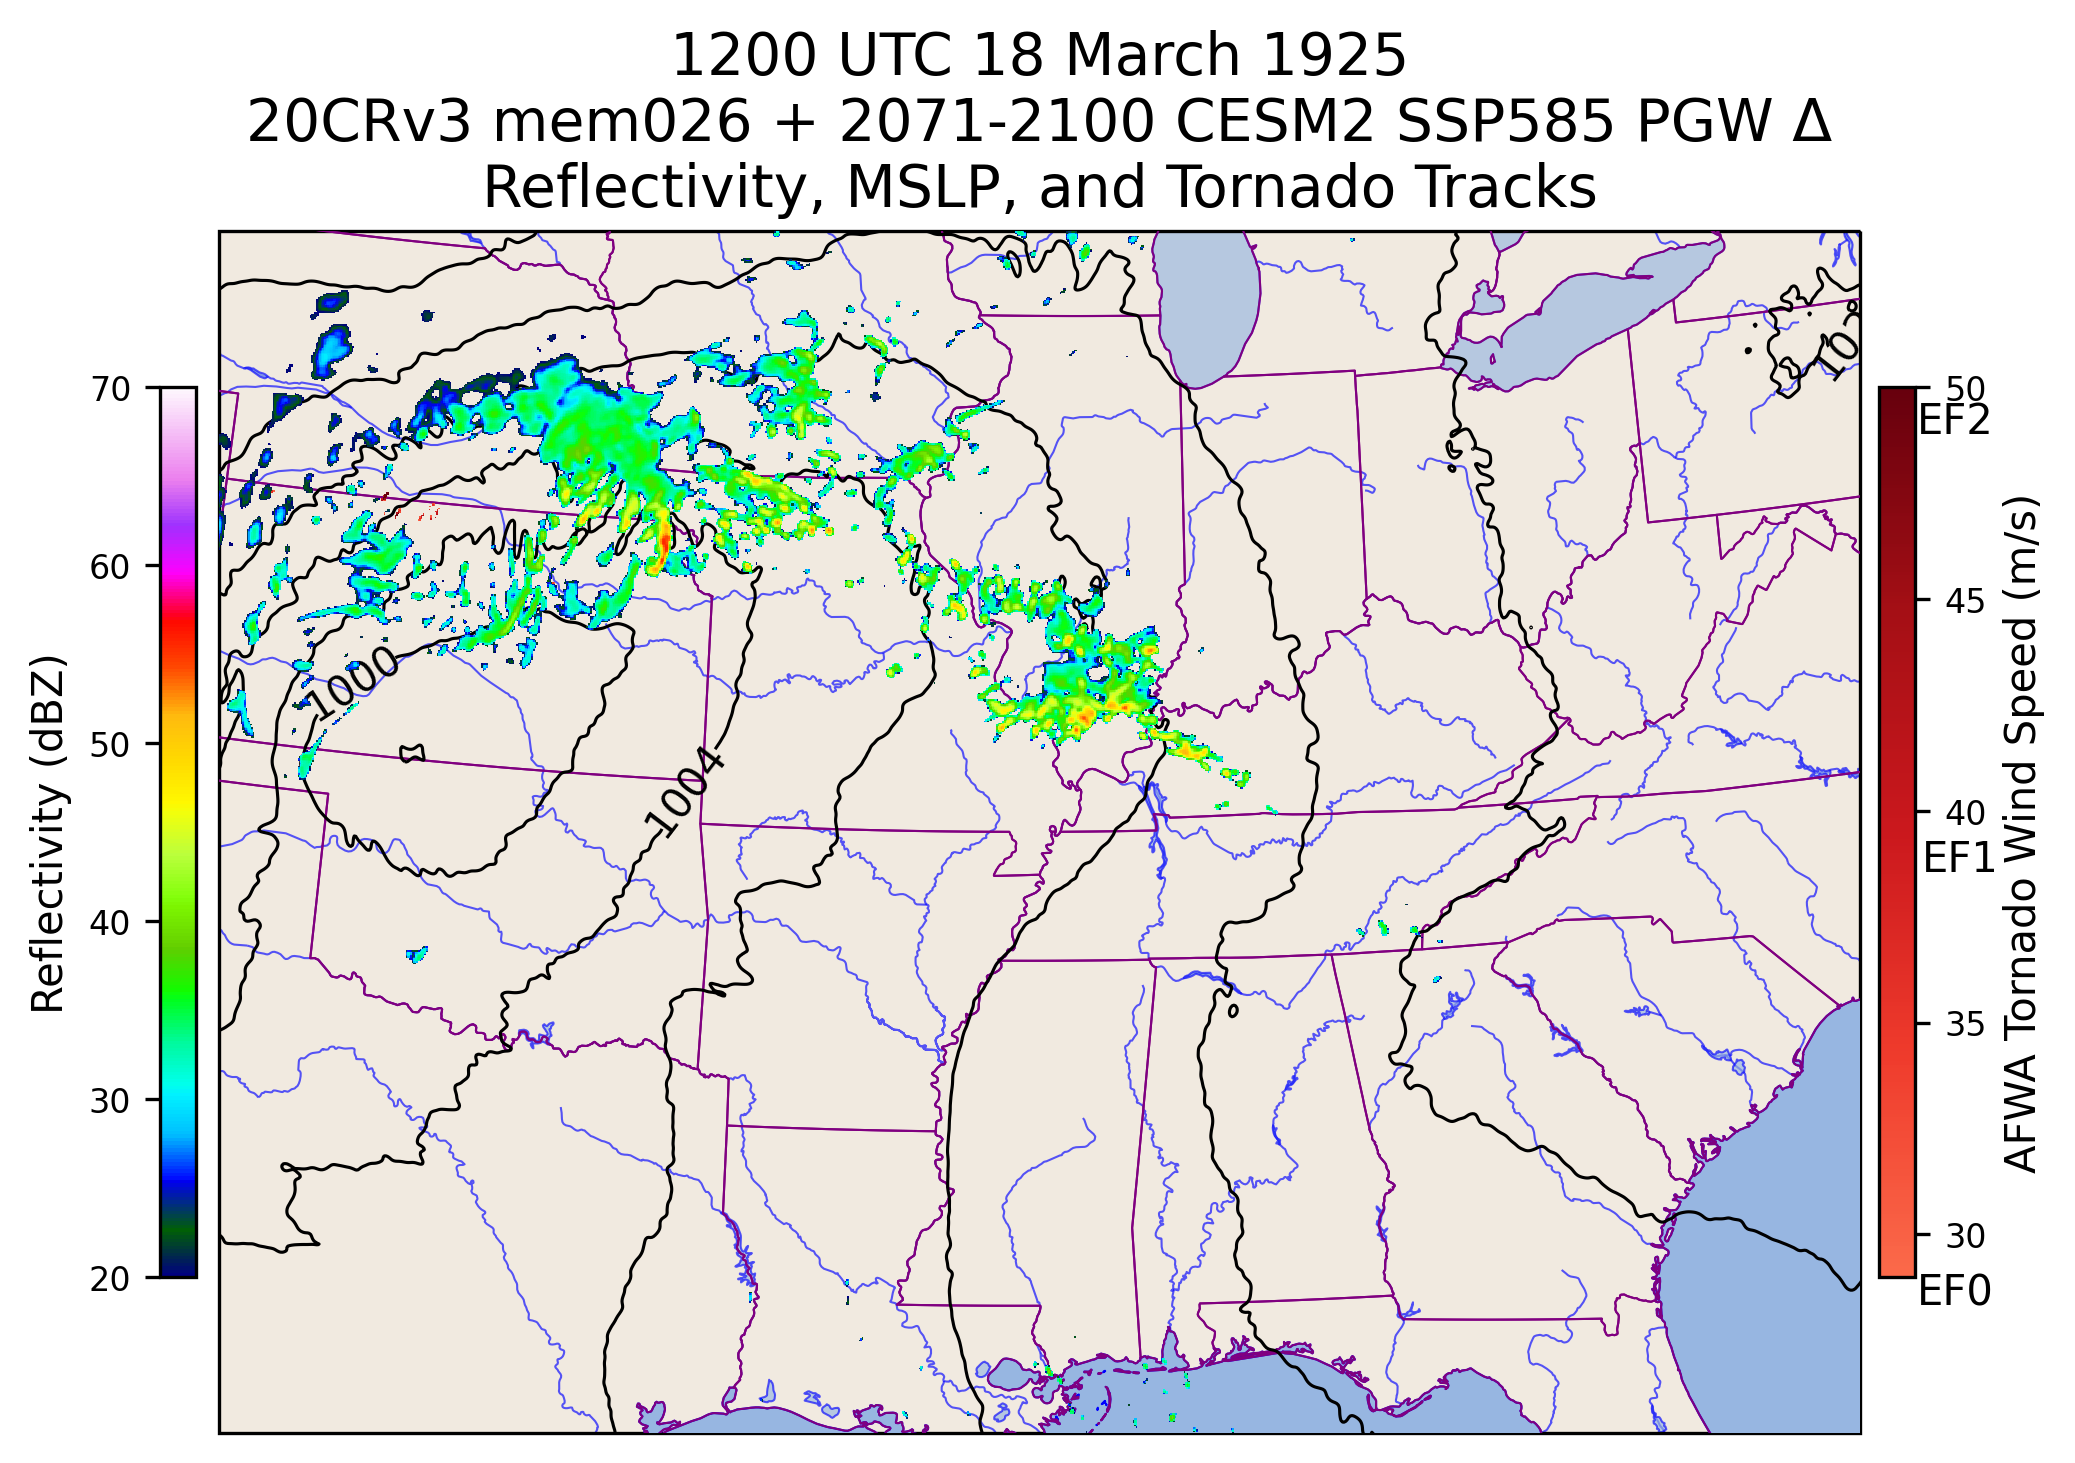 1200 UTC 18 March 1925
20CRv3 mem026 + 2071-2100 CESM2 SSP585 PGW Δ
Reflectivity, MSLP, and Tornado Tracks
Reflectivity (dBZ)
70
60
50
40
30
20
1000
1004
50
EF2
45
40
EF1
35
30
EF0
AFWA Tornado Wind Speed (m/s)